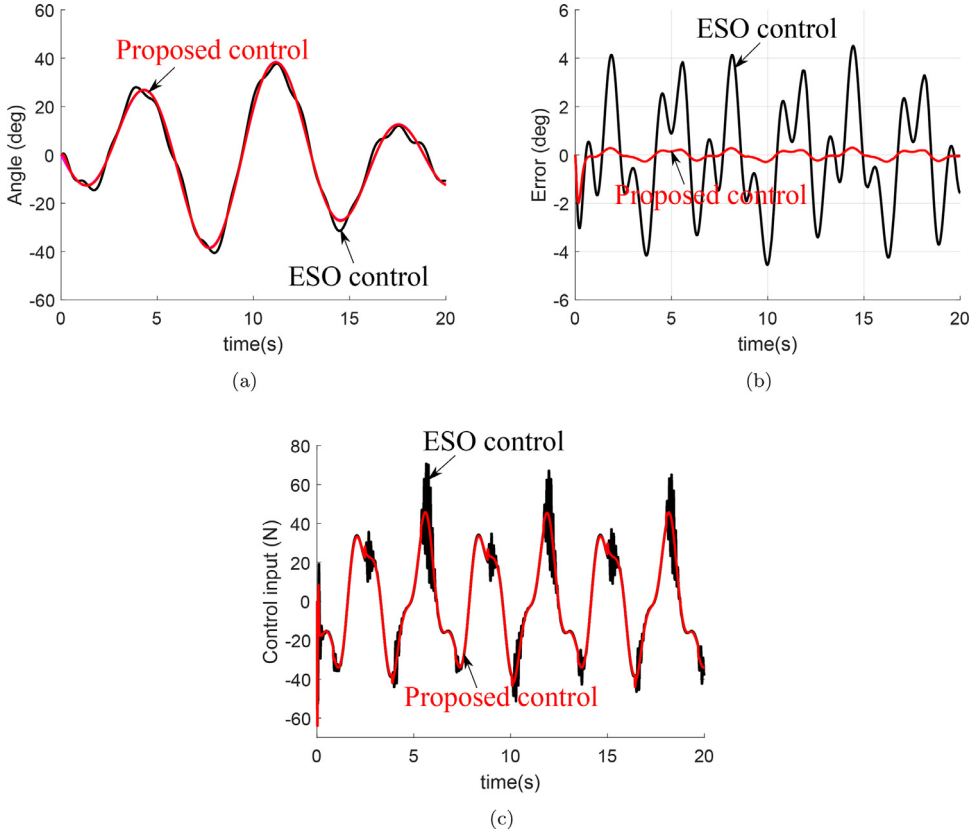 60
40
20
0
-20
-40
-60
Angle (deg)
Proposed control
ESO control
0
5
10
15
20
time(s)
(a)
6
4
2
0
-2
-4
-6
Error (deg)
ESO control
Proposed control
0
5
10
15
20
time(s)
(b)
80
60
40
20
0
-20
-40
-60
Control input (N)
ESO control
Proposed control
0
5
10
15
20
time(s)
(c)